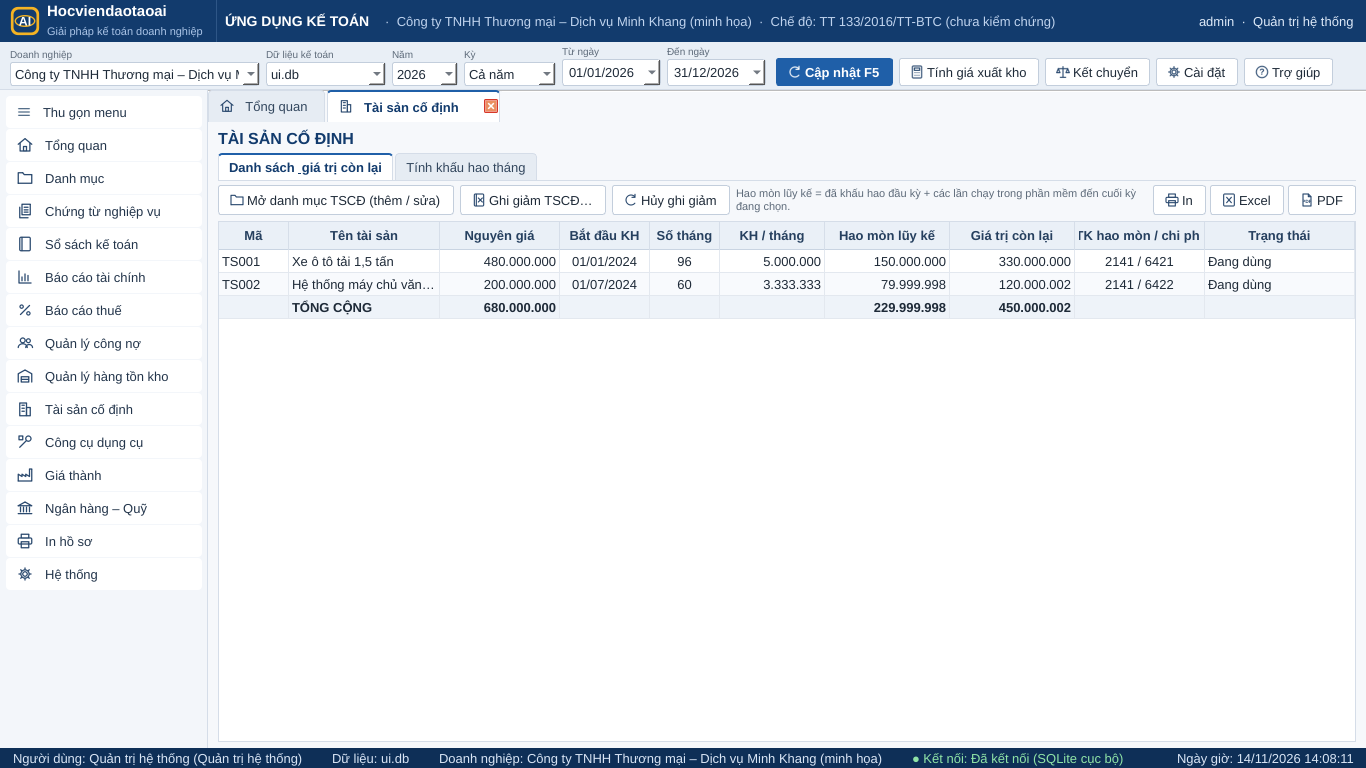 AI
Hocviendaotaoai
Giải pháp kế toán doanh nghiệp
ỨNG DỤNG KẾ TOÁN · Công ty TNHH Thương mại – Dịch vụ Minh Khang (minh họa) · Chế độ: TT 133/2016/TT-BTC (chưa kiểm chứng)
admin · Quản trị hệ thống
Doanh nghiệp Dữ liệu kế toán Năm Kỳ Từ ngày Đến ngày
Công ty TNHH Thương mại – Dịch vụ ui.db 2026 Cả năm 01/01/2026 31/12/2026 Cập nhật F5 Tính giá xuất kho Kết chuyển Cài đặt Trợ giúp
Thu gọn menu
Tổng quan
Danh mục
Chứng từ nghiệp vụ
Sổ sách kế toán
Báo cáo tài chính
Báo cáo thuế
Quản lý công nợ
Quản lý hàng tồn kho
Tài sản cố định
Công cụ dụng cụ
Giá thành
Ngân hàng – Quỹ
In hồ sơ
Hệ thống
Tổng quan Tài sản cố định
TÀI SẢN CỐ ĐỊNH
Danh sách _giá trị còn lại Tính khấu hao tháng
Mở danh mục TSCĐ (thêm / sửa) Ghi giảm TSCĐ… Hủy ghi giảm
Hao mòn lũy kế = đã khấu hao đầu kỳ + các lần chạy trong phần mềm đến cuối kỳ
đang chọn.
In Excel PDF
Mã Tên tài sản Nguyên giá Bắt đầu KH Số tháng KH / tháng Hao mòn lũy kế Giá trị còn lại TK hao mòn / chi ph Trạng thái
TS001 Xe ô tô tải 1,5 tấn 480.000.000 01/01/2024 96 5.000.000 150.000.000 330.000.000 2141 / 6421 Đang dùng
TS002 Hệ thống máy chủ văn… 200.000.000 01/07/2024 60 3.333.333 79.999.998 120.000.002 2141 / 6422 Đang dùng
TỔNG CỘNG 680.000.000 229.999.998 450.000.002
Người dùng: Quản trị hệ thống (Quản trị hệ thống) Dữ liệu: ui.db Doanh nghiệp: Công ty TNHH Thương mại – Dịch vụ Minh Khang (minh họa) ● Kết nối: Đã kết nối (SQLite cục bộ) Ngày giờ: 14/11/2026 14:08:11